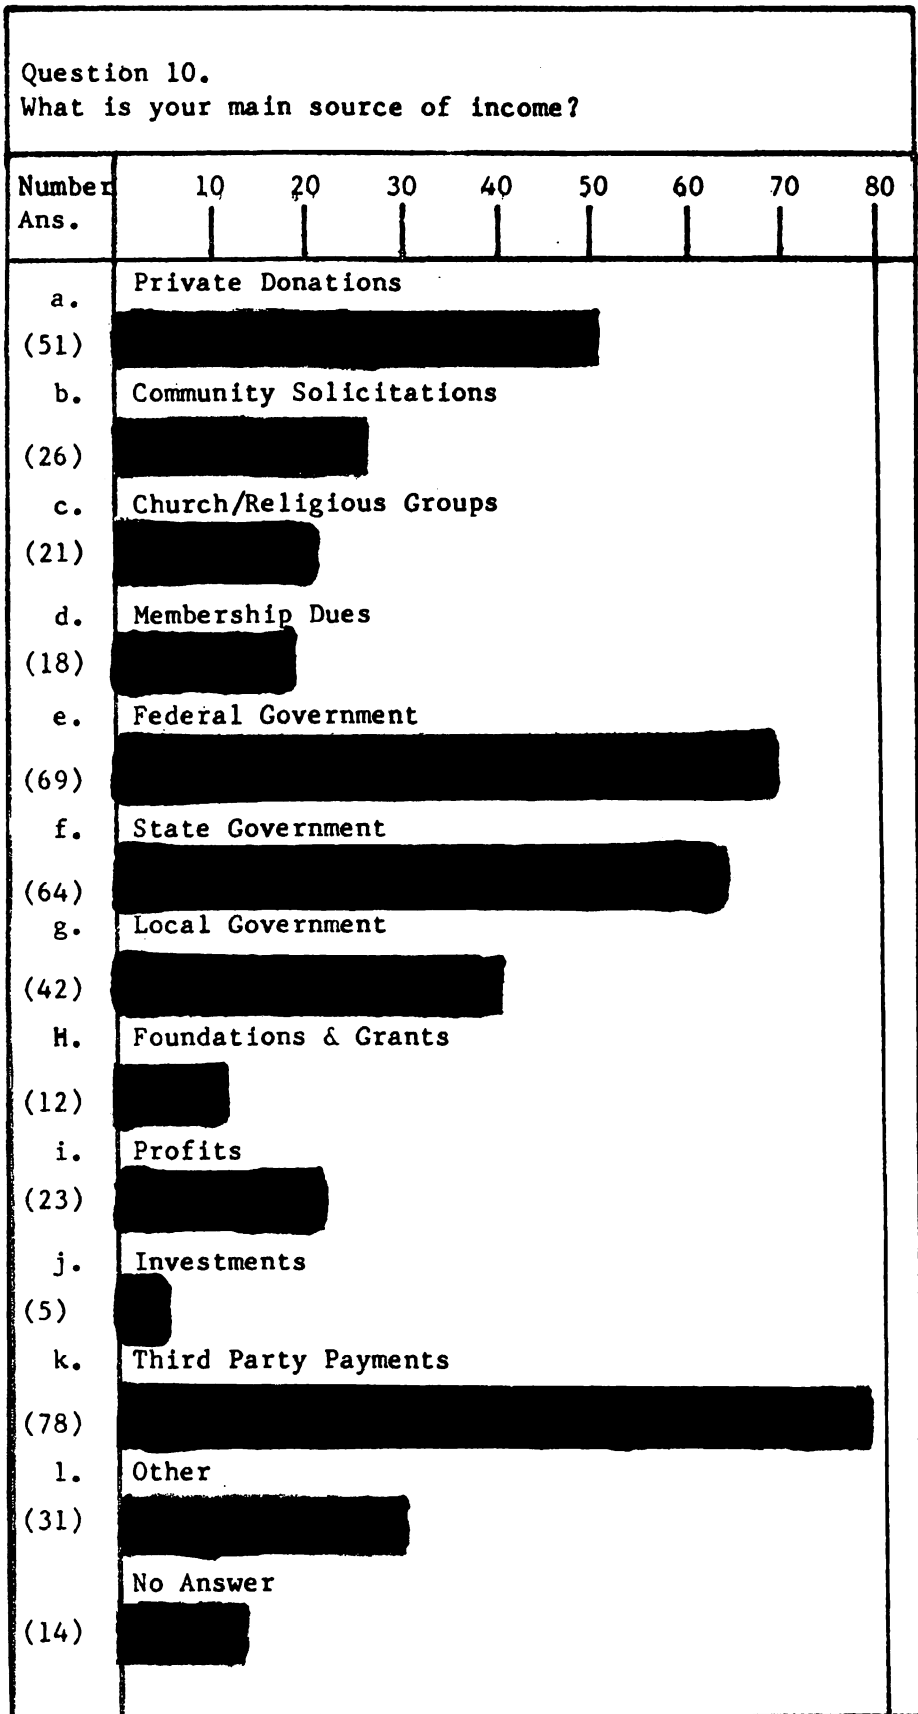 Question 10.
What is your main source of income?
Number 10 20 30 40 50 60 70 80
Ans.
a. Private Donations
(51)
b. Community Solicitations
(26)
c. Church/Religious Groups
(21)
d. Membership Dues
(18)
e. Federal Government
(69)
f. State Government
(64)
g. Local Government
(42)
H. Foundations & Grants
(12)
i. Profits
(23)
j. Investments
(5)
k. Third Party Payments
(78)
l. Other
(31)
No Answer
(14)